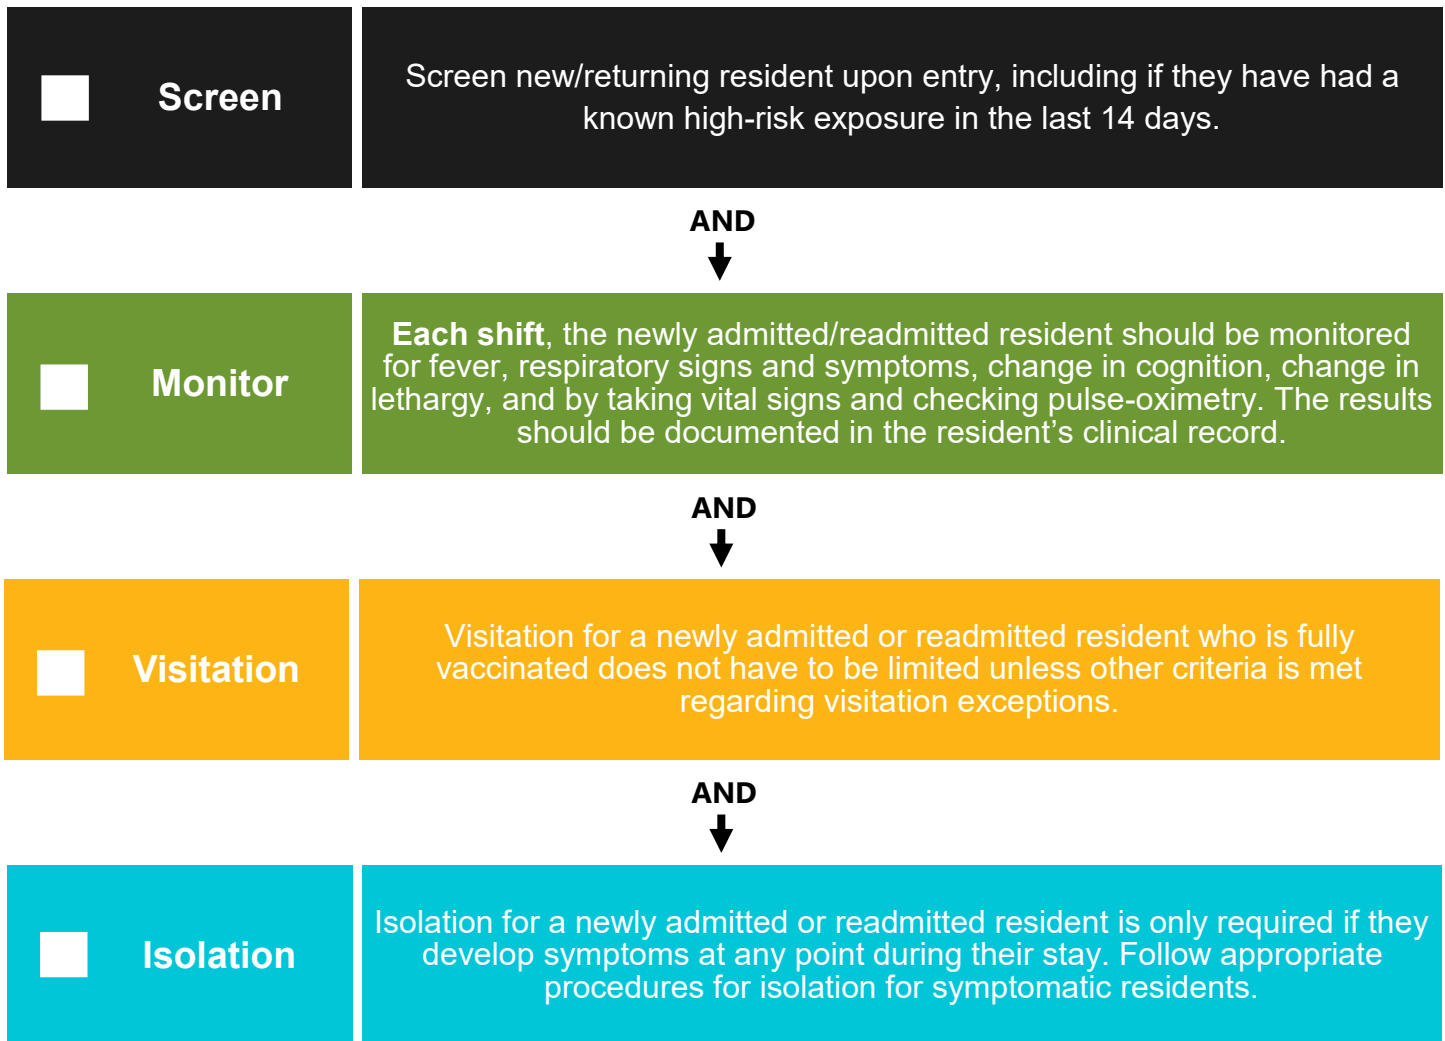 Screen
Screen new/returning resident upon entry, including if they have had a
known high-risk exposure in the last 14 days.
AND
Monitor
Each shift, the newly admitted/readmitted resident should be monitored
for fever, respiratory signs and symptoms, change in cognition, change in
lethargy, and by taking vital signs and checking pulse-oximetry. The results
should be documented in the resident’s clinical record.
AND
Visitation
Visitation for a newly admitted or readmitted resident who is fully
vaccinated does not have to be limited unless other criteria is met
regarding visitation exceptions.
AND
Isolation
Isolation for a newly admitted or readmitted resident is only required if they
develop symptoms at any point during their stay. Follow appropriate
procedures for isolation for symptomatic residents.